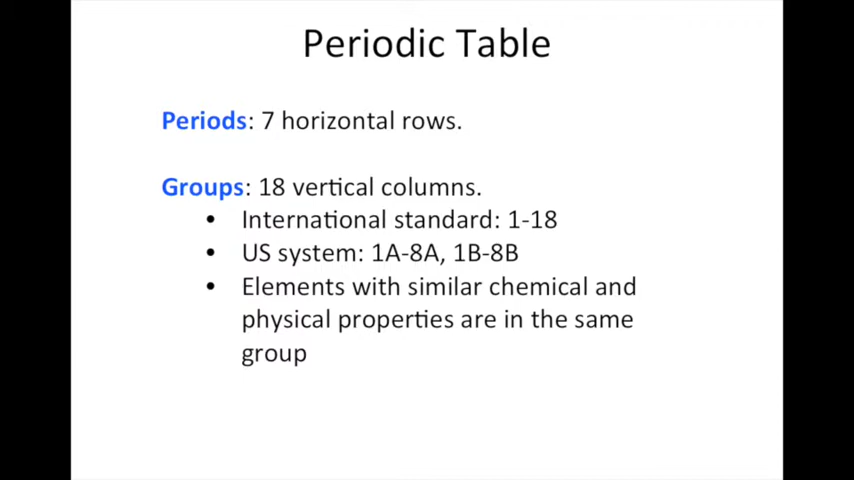 Periodic Table
Periods: 7 horizontal rows.
Groups: 18 vertical columns.
• International standard: 1-18
• US system: 1A-8A, 1B-8B
• Elements with similar chemical and
physical properties are in the same
group